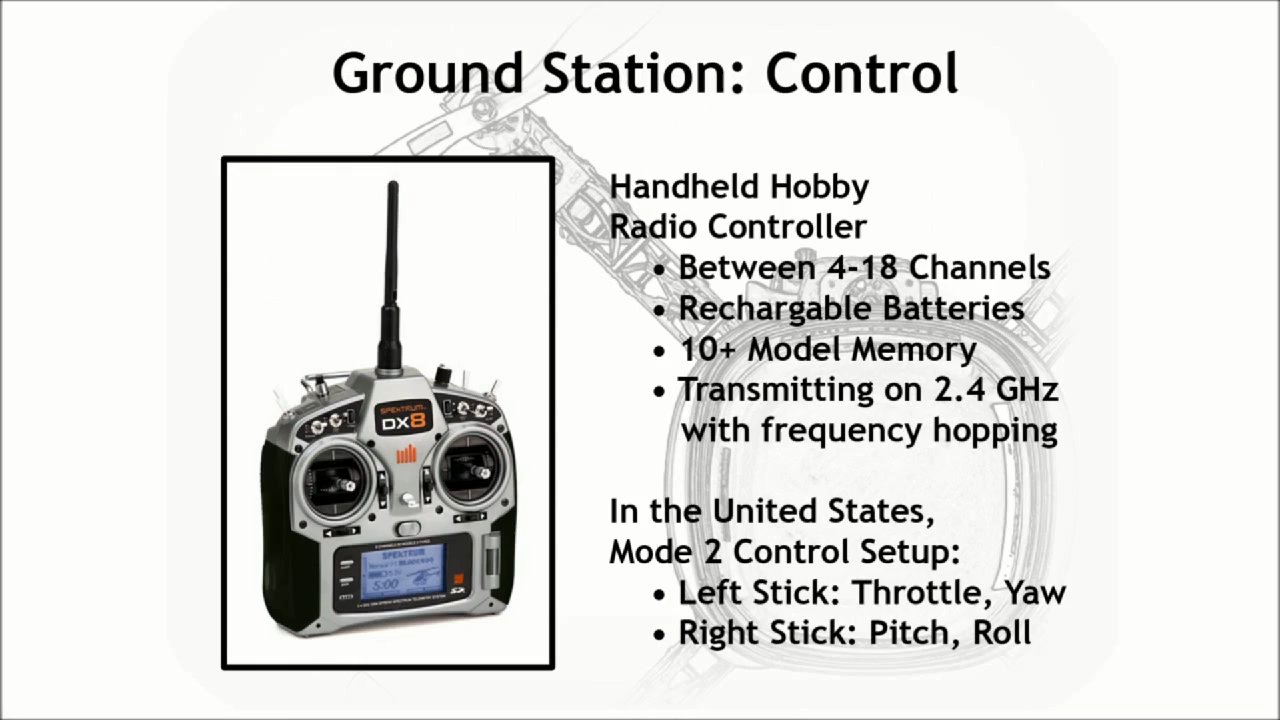 Ground Station: Control
Handheld Hobby
Radio Controller
• Between 4-18 Channels
• Rechargable Batteries
• 10+ Model Memory
• Transmitting on 2.4 GHz
with frequency hopping
In the United States,
Mode 2 Control Setup:
• Left Stick: Throttle, Yaw
• Right Stick: Pitch, Roll
SPEKTRUM
DX8
SPEKTRUM
5:00